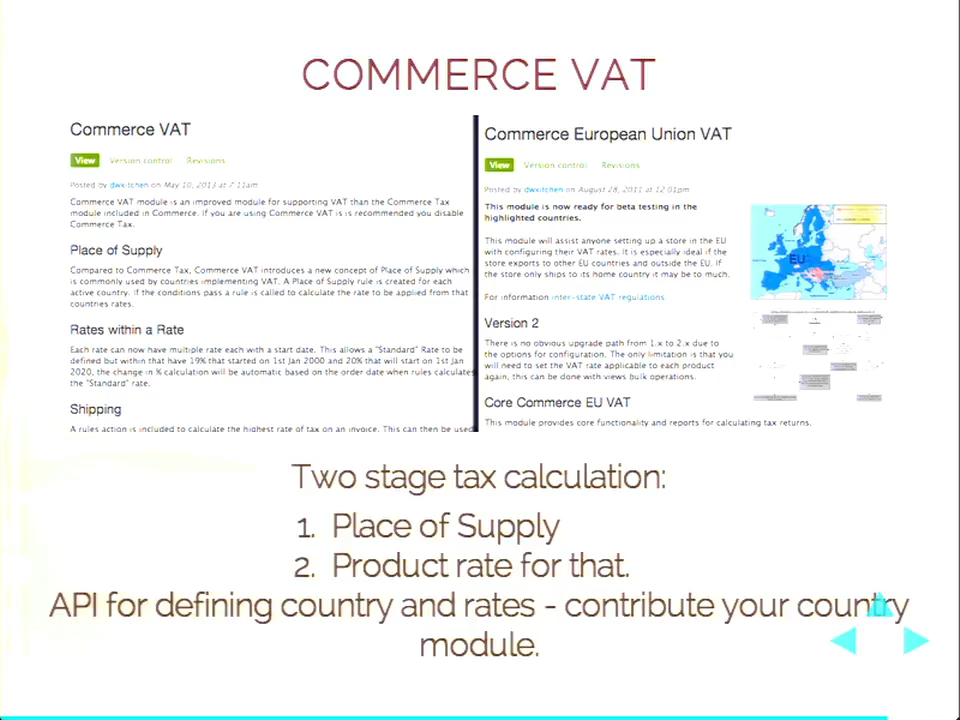 COMMERCE VAT
Commerce VAT
View Version control Revisions
Posted by dwkitchen on May 10, 2013 at 7:11am
Commerce VAT module is an improved module for supporting VAT than the Commerce Tax
module included in Commerce. If you are using Commerce VAT is is recommended you disable
Commerce Tax.
Place of Supply
Compared to Commerce Tax, Commerce VAT introduces a new concept of Place of Supply which
is commonly used by countries implementing VAT. A Place of Supply rule is created for each
active country. If the conditions pass a rule is called to calculate the rate to be applied from that
countries rates.
Rates within a Rate
Each rate can now have multiple rate each with a start date. This allows a "Standard" Rate to be
defined but within that have 19% that started on 1st Jan 2000 and 20% that will start on 1st Jan
2020, the change in % calculation will be automatic based on the order date when rules calculates
the "Standard" rate.
Shipping
A rules action is included to calculate the highest rate of tax on an invoice. This can then be used
Commerce European Union VAT
View Version control Revisions
Posted by dwkitchen on August 28, 2011 at 12:01pm
This module is now ready for beta testing in the
highlighted countries.
This module will assist anyone setting up a store in the EU
with configuring their VAT rates. It is especially ideal if the
store exports to other EU countries and outside the EU. If
the store only ships to its home country it may be to much.
For information inter-state VAT regulations
EU
Version 2
There is no obvious upgrade path from 1.x to 2.x due to
the options for configuration. The only limitation is that you
will need to set the VAT rate applicable to each product
again, this can be done with views bulk operations.
Core Commerce EU VAT
This module provides core functionality and reports for calculating tax returns.
Two stage tax calculation:
1. Place of Supply
2. Product rate for that.
API for defining country and rates - contribute your country
module.